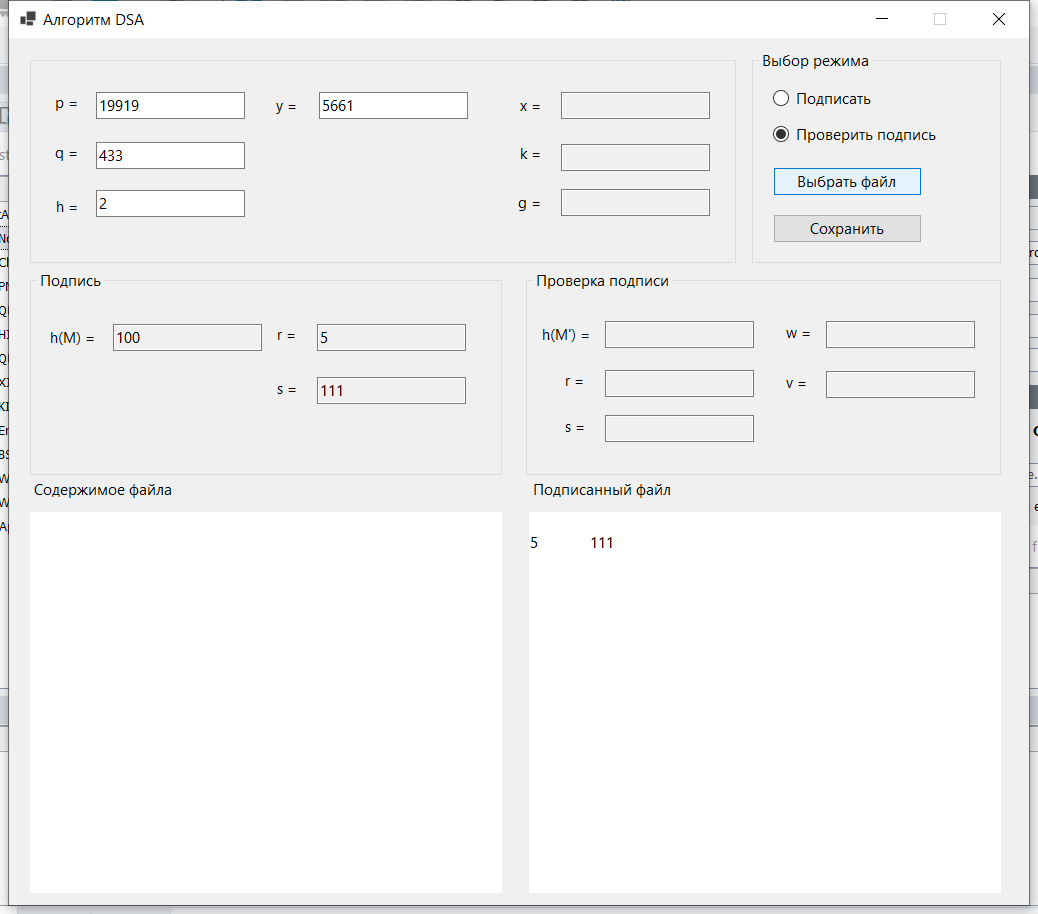 Алгоритм DSA
p = 19919 y = 5661 x =
q = 433 k =
h = 2 g =
Выбор режима
Подписать
Проверить подпись
Выбрать файл
Сохранить
Подпись
h(M) = 100 r = 5
s = 111
Проверка подписи
h(M') = w =
r = v =
s =
Содержимое файла
Подписанный файл
5 111